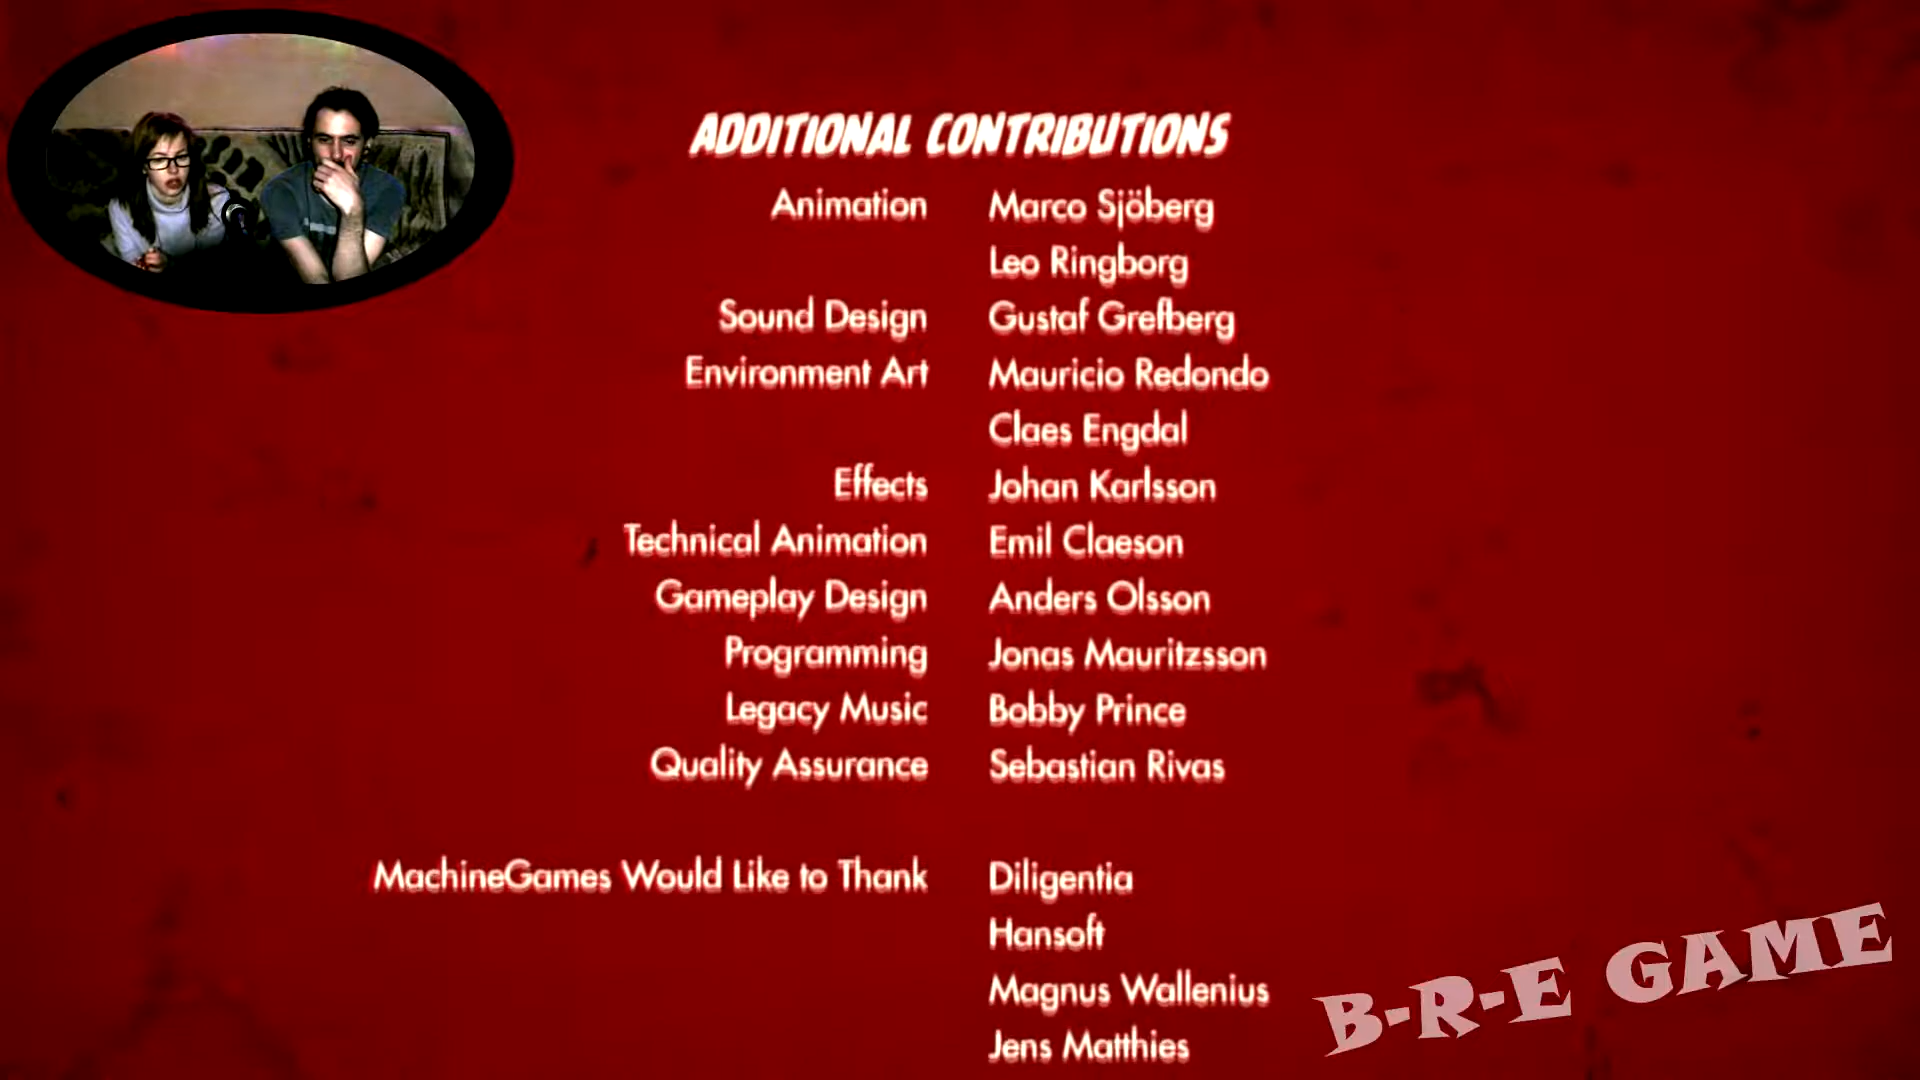 ADDITIONAL CONTRIBUTIONS
Animation Marco Sjöberg
Leo Ringborg
Sound Design Gustaf Grefberg
Environment Art Mauricio Redondo
Claes Engdal
Effects Johan Karlsson
Technical Animation Emil Claeson
Gameplay Design Anders Olsson
Programming Jonas Mauritzsson
Legacy Music Bobby Prince
Quality Assurance Sebastian Rivas
MachineGames Would Like to Thank Diligentia
Hansoft
Magnus Wallenius
Jens Matthies
B-R-E GAME